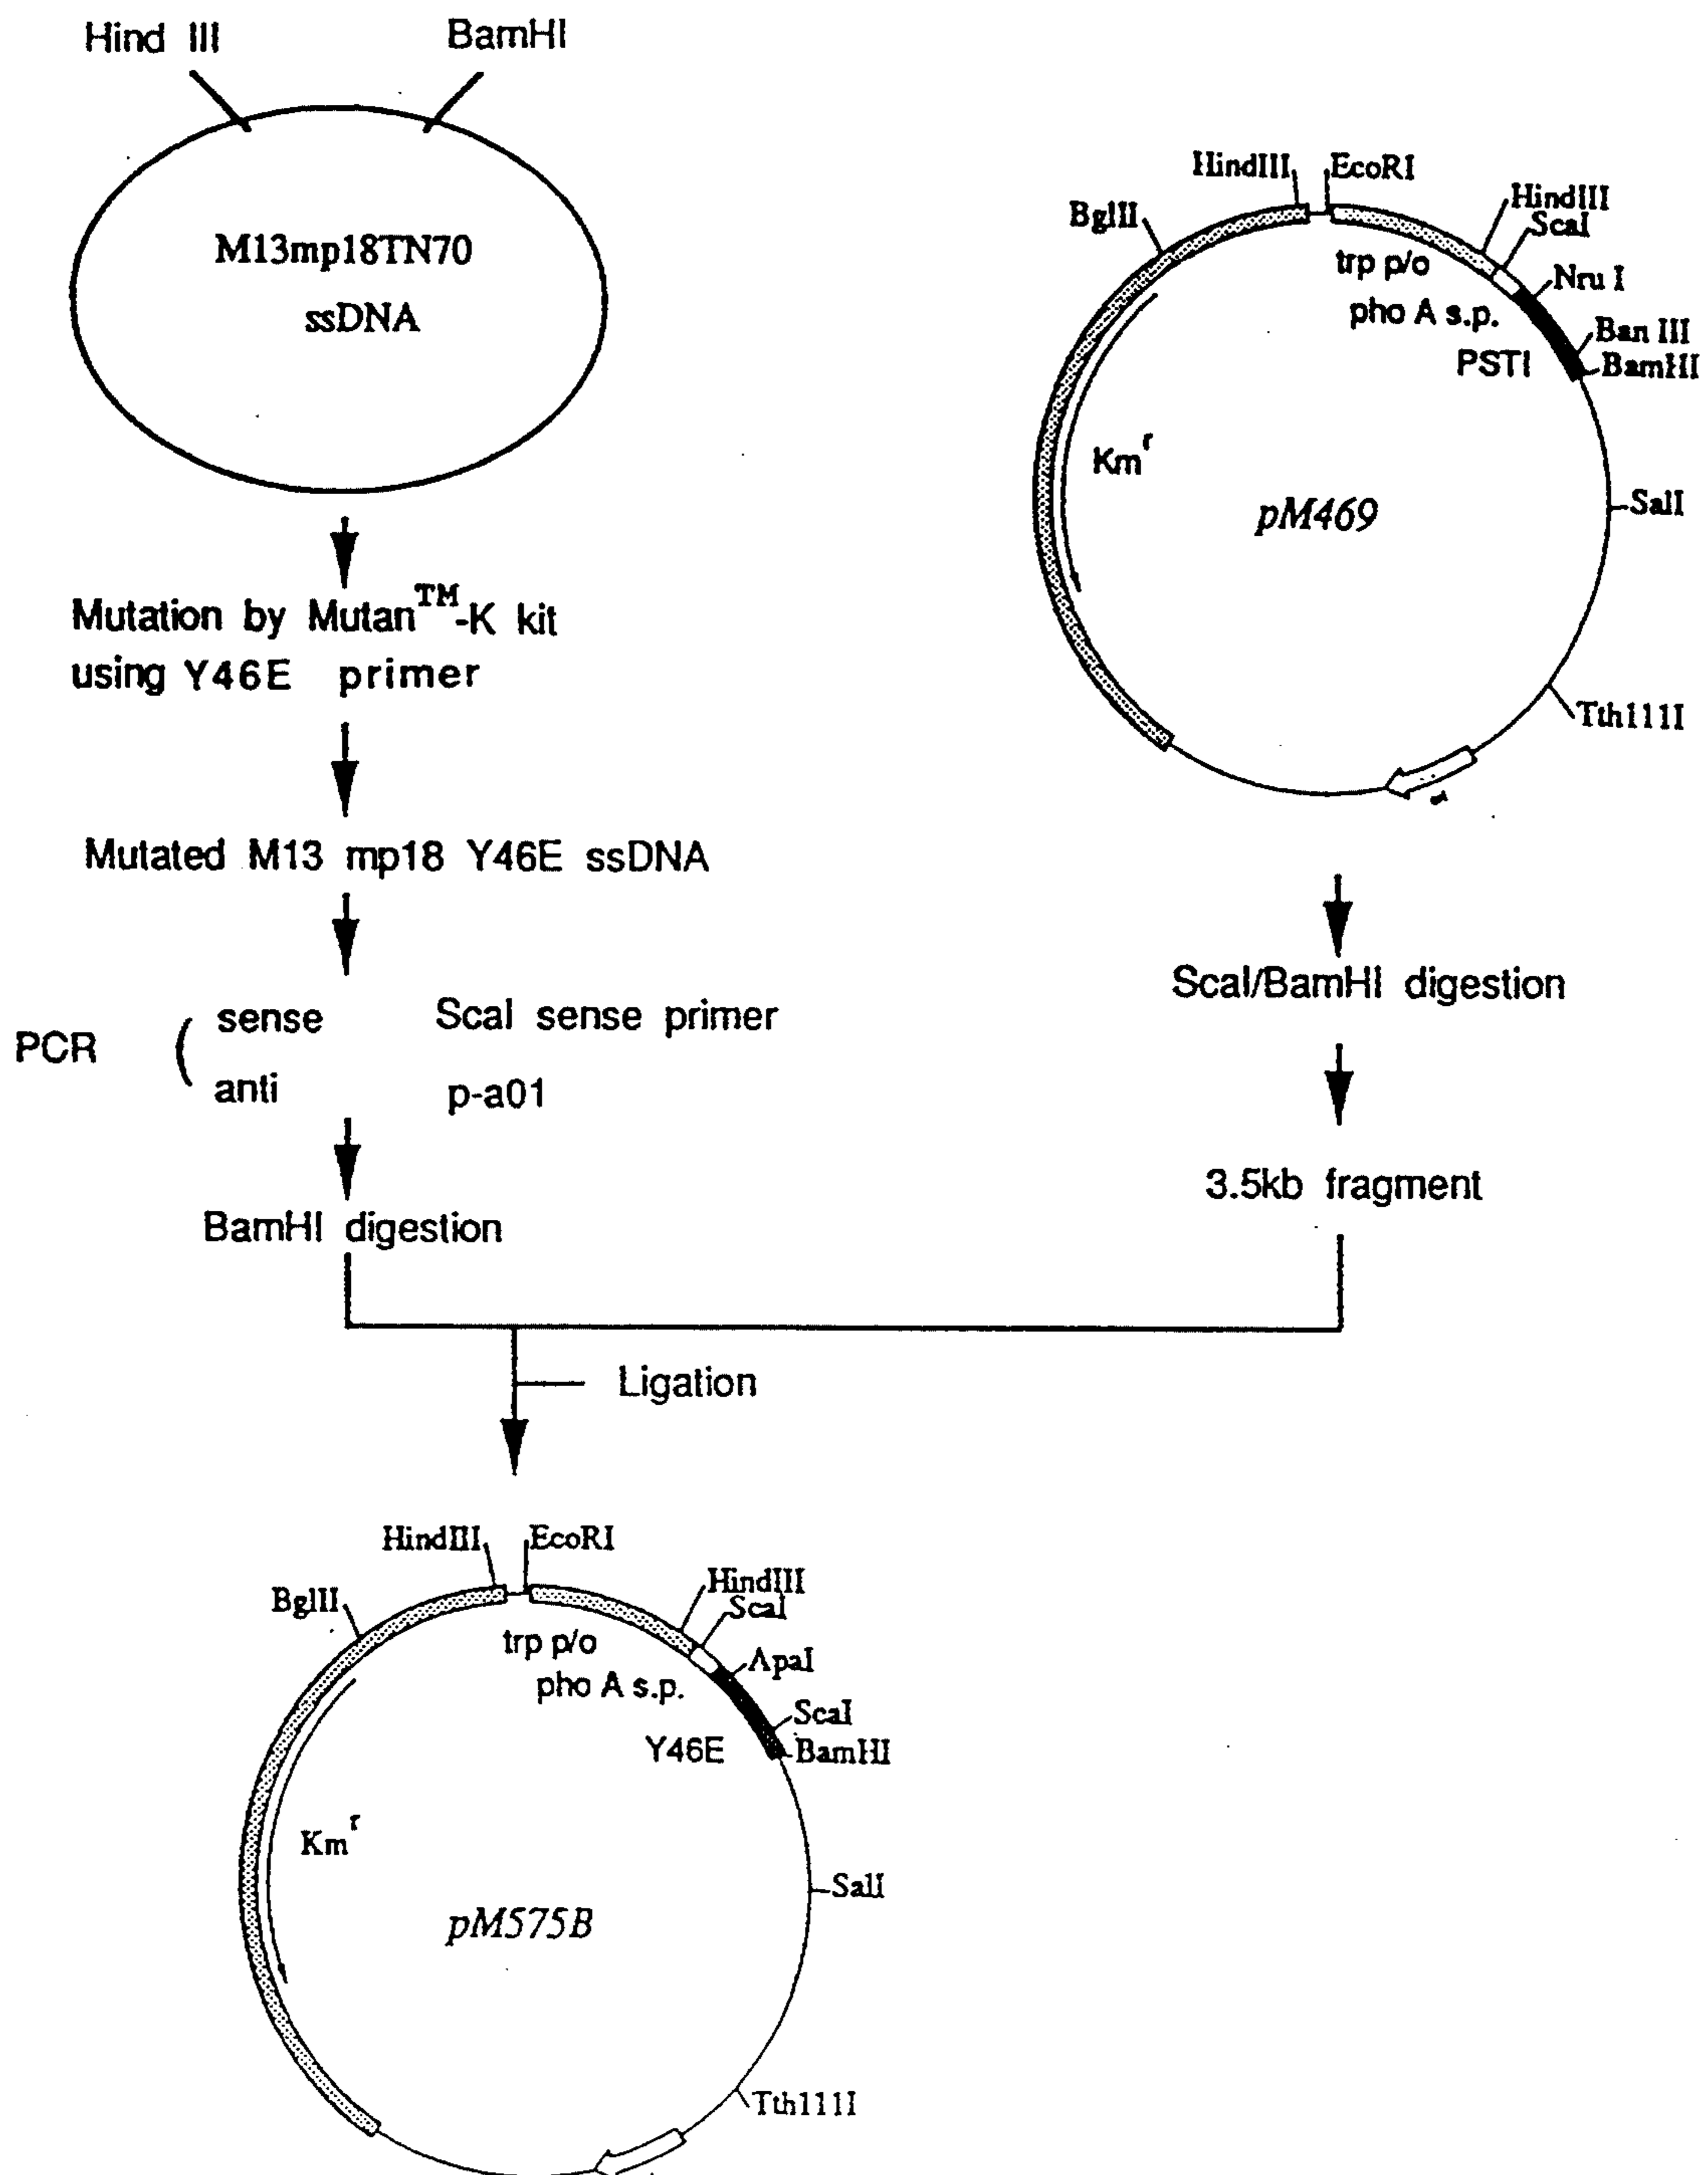 Hind III
BamHI
M13mp18TN70
ssDNA
Mutation by Mutan™-K kit
using Y46E primer
Mutated M13 mp18 Y46E ssDNA
PCR ( sense ScaI sense primer
anti p-a01
BamHI digestion
HindIII
EcoRI
BglII
HindIII
ScaI
trp p/o
Nru I
pho A s.p.
Ban III
PSTI
BamHI
Km^r
pM469
SalI
Tth111I
ScaI/BamHI digestion
3.5kb fragment
Ligation
HindIII
EcoRI
BglII
HindIII
ScaI
trp p/o
ApaI
pho A s.p.
ScaI
Y46E
BamHI
Km^r
pM575B
SalI
Tth111I